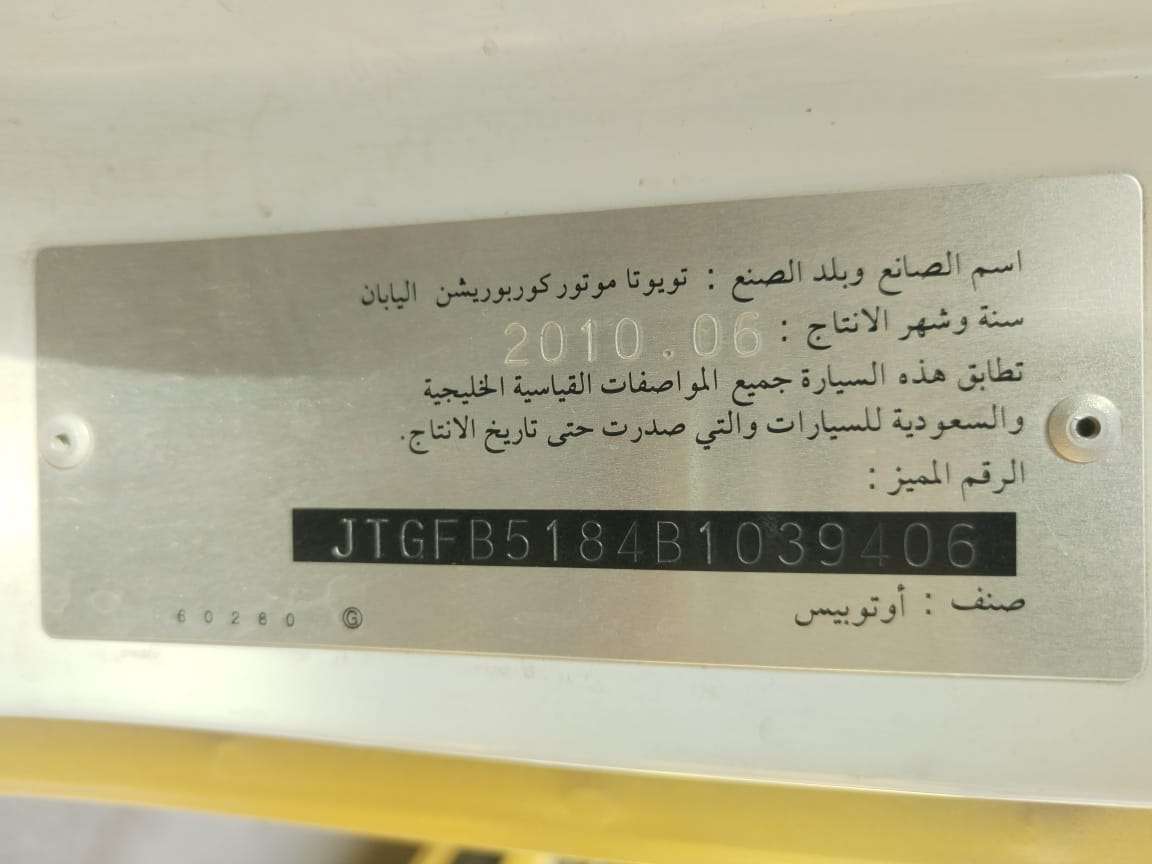 اسم الصانع وبلد الصنع : تويوتا موتور كوربوريشن اليابان
سنة وشهر الانتاج : 2010.06
تطابق هذه السيارة جميع المواصفات القياسية الخليجية
والسعودية للسيارات والتي صدرت حتى تاريخ الانتاج.
الرقم المميز :
JTGFB5184B1039406
صنف : أوتوبيس
60280 Ⓖ